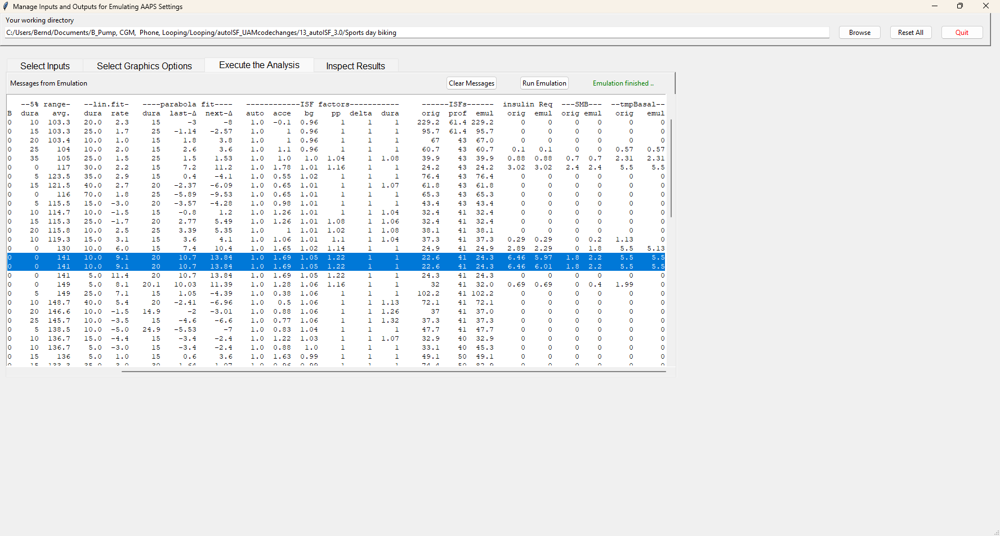 Manage Inputs and Outputs for Emulating AAPS Settings
Your working directory
C:/Users/Bernd/Documents/B_Pump, CGM, Phone, Looping/Looping/autoISF_UAMcodechanges/13_autoISF_3.0/Sports day biking
Browse Reset All Quit
Select Inputs Select Graphics Options Execute the Analysis Inspect Results
Messages from Emulation Clear Messages Run Emulation Emulation finished ..
--5% range- --lin.fit- ----parabola fit---- ------------ISF factors----------- ------ISFs------ insulin Req ---SMB--- --tmpBasal--
B dura avg. dura rate dura last-Δ next-Δ auto acce bg pp delta dura orig prof emul orig emul orig emul orig emul
0 10 103.3 20.0 2.3 15 -3 -8 1.0 -0.1 0.96 1 1 1 229.2 61.4 229.2 0 0 0 0 0 0
0 15 103.3 25.0 1.7 25 -1.14 -2.57 1.0 1 0.96 1 1 1 95.7 61.4 95.7 0 0 0 0 0 0
0 20 103.4 10.0 1.0 15 1.8 3.8 1.0 1 0.96 1 1 1 67 43 67.0 0 0 0 0 0 0
0 25 104 10.0 2.0 15 2.6 3.6 1.0 1.1 0.96 1 1 1 60.7 43 60.7 0.1 0.1 0 0 0.57 0.57
0 35 105 25.0 1.5 25 1.5 1.53 1.0 1.0 1.0 1.04 1 1.08 39.9 43 39.9 0.88 0.88 0.7 0.7 2.31 2.31
0 0 117 30.0 2.2 15 7.2 11.2 1.0 1.78 1.01 1.16 1 1 24.2 43 24.2 3.02 3.02 2.4 2.4 5.5 5.5
0 5 123.5 35.0 2.9 15 0.4 -4.1 1.0 0.55 1.02 1 1 1 76.4 43 76.4 0 0 0 0 0 0
0 15 121.5 40.0 2.7 20 -2.37 -6.09 1.0 0.65 1.01 1 1 1.07 61.8 43 61.8 0 0 0 0 0 0
0 0 116 70.0 1.8 25 -5.89 -9.53 1.0 0.65 1.01 1 1 1 65.3 43 65.3 0 0 0 0 0 0
0 5 115.5 15.0 -3.0 20 -3.57 -4.28 1.0 0.98 1.01 1 1 1 43.4 43 43.4 0 0 0 0 0 0
0 10 114.7 10.0 -1.5 15 -0.8 1.2 1.0 1.26 1.01 1 1 1.04 32.4 41 32.4 0 0 0 0 0 0
0 15 115.3 25.0 -1.7 20 2.77 5.49 1.0 1.26 1.01 1.08 1 1.06 32.4 41 32.4 0 0 0 0 0 0
0 20 115.8 10.0 2.5 25 3.39 5.35 1.0 1 1.01 1.02 1 1.08 38.1 41 38.1 0 0 0 0 0 0
0 10 119.3 15.0 3.1 15 3.6 4.1 1.0 1.06 1.01 1.1 1 1.04 37.3 41 37.3 0.29 0.29 0 0.2 1.13 0
0 0 130 10.0 6.0 15 7.4 10.4 1.0 1.65 1.02 1.14 1 1 24.9 41 24.9 2.89 2.29 0 1.8 5.5 5.13
0 0 141 10.0 9.1 20 10.7 13.84 1.0 1.69 1.05 1.22 1 1 22.6 41 24.3 6.46 5.97 1.8 2.2 5.5 5.5
0 0 141 10.0 9.1 20 10.7 13.84 1.0 1.69 1.05 1.22 1 1 22.6 41 24.3 6.46 6.01 1.8 2.2 5.5 5.5
0 0 141 5.0 11.4 20 10.7 13.84 1.0 1.69 1.05 1.22 1 1 24.3 41 24.3 0 0 0 0 0 0
0 0 149 5.0 8.1 20.1 10.03 11.39 1.0 1.28 1.06 1.16 1 1 32 41 32.0 0.69 0.69 0 0.4 1.99 0
0 5 149 25.0 7.1 15 1.05 -4.39 1.0 0.38 1.06 1 1 1 102.2 41 102.2 0 0 0 0 0 0
0 10 148.7 40.0 5.4 20 -2.41 -6.96 1.0 0.5 1.06 1 1 1.13 72.1 41 72.1 0 0 0 0 0 0
0 20 146.6 10.0 -1.5 14.9 -2 -3.01 1.0 0.88 1.06 1 1 1.26 37 41 37.0 0 0 0 0 0 0
0 25 145.7 10.0 -3.5 15 -4.6 -6.6 1.0 0.77 1.06 1 1 1.32 37.3 41 37.3 0 0 0 0 0 0
0 5 138.5 10.0 -5.0 24.9 -5.53 -7 1.0 0.83 1.04 1 1 1 47.7 41 47.7 0 0 0 0 0 0
0 10 136.7 15.0 -4.4 15 -3.4 -2.4 1.0 1.22 1.03 1 1 1.07 32.9 40 32.9 0 0 0 0 0 0
0 10 136.7 5.0 -3.0 15 -3.4 -2.4 1.0 0.88 1.0 1 1 1 33.1 40 45.3 0 0 0 0 0 0
0 15 136 5.0 1.0 15 0.6 3.6 1.0 1.63 0.99 1 1 1 49.1 50 49.1 0 0 0 0 0 0